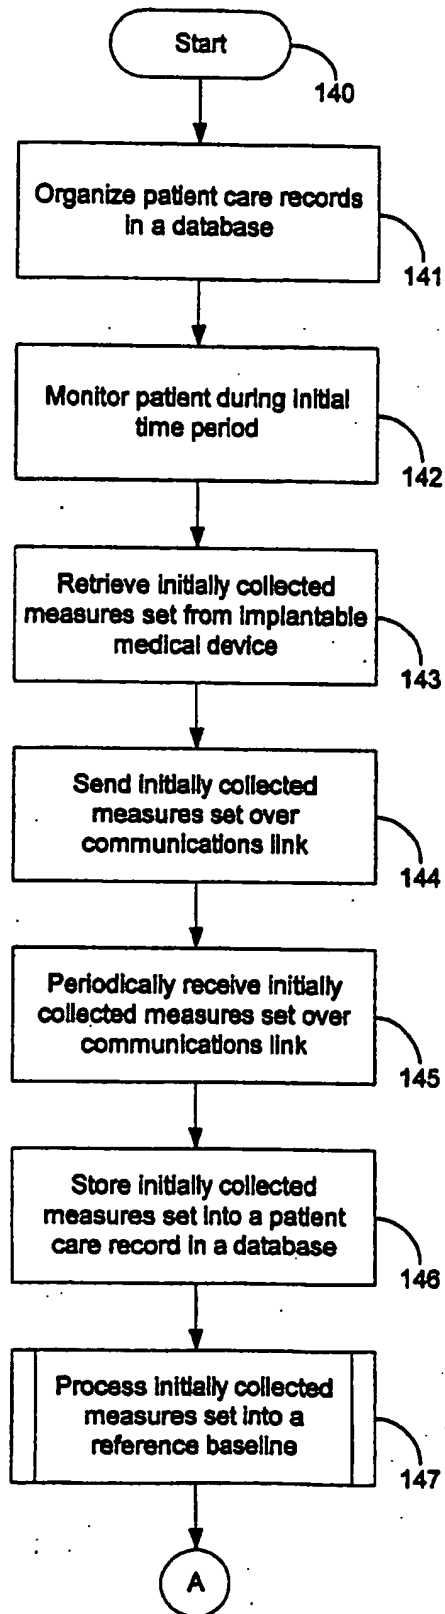 Start
140
Organize patient care records
in a database
141
Monitor patient during initial
time period
142
Retrieve initially collected
measures set from implantable
medical device
143
Send initially collected
measures set over
communications link
144
Periodically receive initially
collected measures set over
communications link
145
Store initially collected
measures set into a patient
care record in a database
146
Process initially collected
measures set into a
reference baseline
147
A